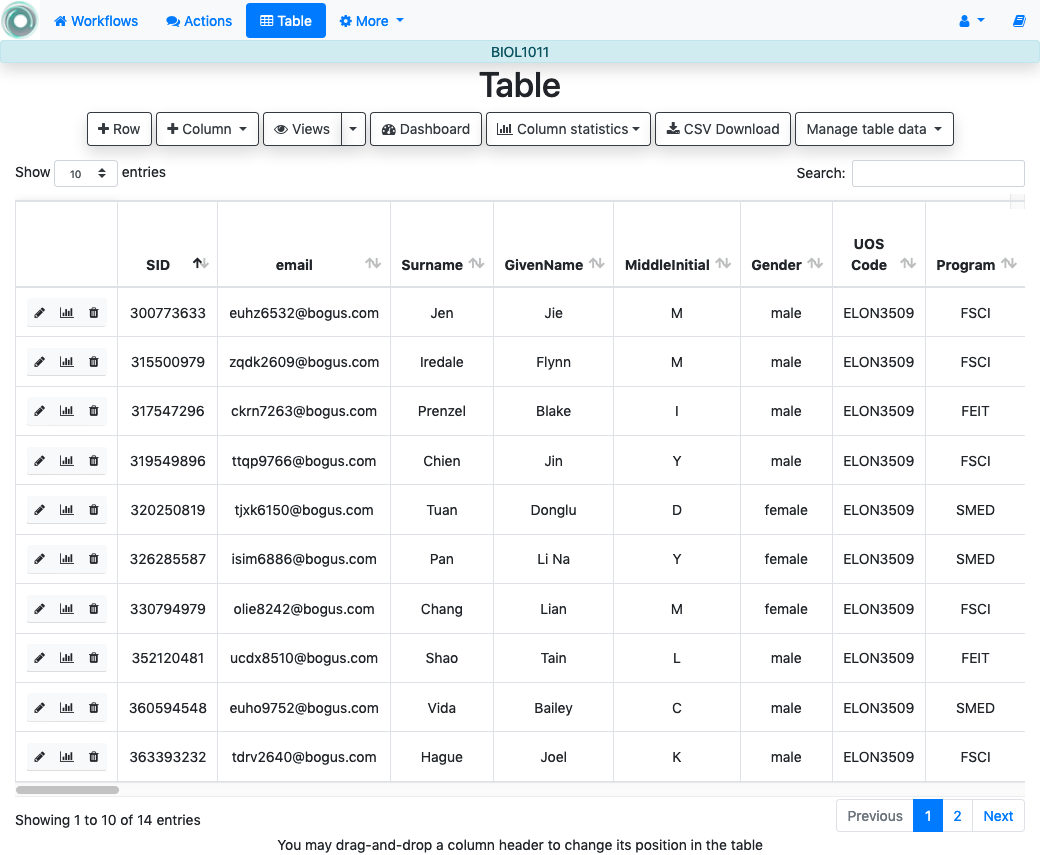 Workflows Actions Table More
BIOL1011
Table
Row Column Views Dashboard Column statistics CSV Download Manage table data
Show 10 entries Search:
SID email Surname GivenName MiddleInitial Gender UOS Code Program
300773633 euhz6532@bogus.com Jen Jie M male ELON3509 FSCI
315500979 zqdk2609@bogus.com Iredale Flynn M male ELON3509 FSCI
317547296 ckrn7263@bogus.com Prenzel Blake I male ELON3509 FEIT
319549896 ttqp9766@bogus.com Chien Jin Y male ELON3509 FSCI
320250819 tjxk6150@bogus.com Tuan Donglu D female ELON3509 SMED
326285587 isim6886@bogus.com Pan Li Na Y female ELON3509 SMED
330794979 olie8242@bogus.com Chang Lian M female ELON3509 FSCI
352120481 ucdx8510@bogus.com Shao Tain L male ELON3509 FEIT
360594548 euho9752@bogus.com Vida Bailey C male ELON3509 SMED
363393232 tdrv2640@bogus.com Hague Joel K male ELON3509 FSCI
Showing 1 to 10 of 14 entries Previous 1 2 Next
You may drag-and-drop a column header to change its position in the table